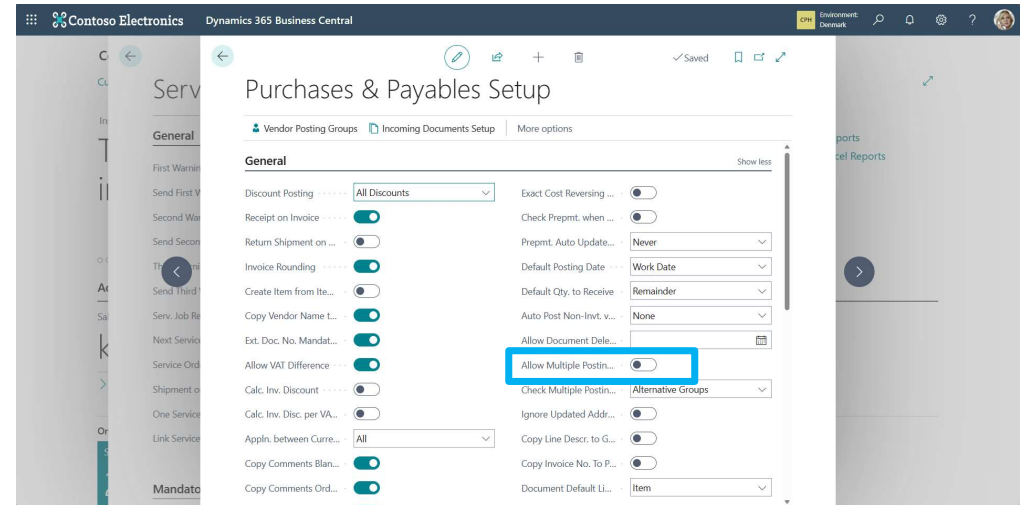 Contoso Electronics Dynamics 365 Business Central
CPH Environment: Denmark
Saved
Purchases & Payables Setup
Vendor Posting Groups Incoming Documents Setup More options
General Show less
Discount Posting All Discounts
Receipt on Invoice
Return Shipment on ...
Invoice Rounding
Create Item from Ite...
Copy Vendor Name t...
Ext. Doc. No. Mandat...
Allow VAT Difference
Calc. Inv. Discount
Calc. Inv. Disc. per VA...
Appln. between Curre... All
Copy Comments Blan...
Copy Comments Ord...
Exact Cost Reversing ...
Check Prepmt. when ...
Prepmt. Auto Update... Never
Default Posting Date Work Date
Default Qty. to Receive Remainder
Auto Post Non-Invt. v... None
Allow Document Dele...
Allow Multiple Postin...
Check Multiple Postin... Alternative Groups
Ignore Updated Addr...
Copy Line Descr. to G...
Copy Invoice No. To P...
Document Default Li... Item
Serv
General
First Warnin
Send First W
Second War
Send Secon
Send Third
Serv. Job Re
Next Service
Service Ord
Shipment o
One Service
Link Service
Mandato
ports
cel Reports